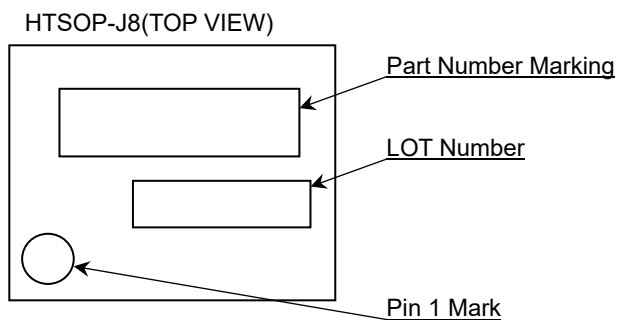 HTSOP-J8(TOP VIEW)
Part Number Marking
LOT Number
Pin 1 Mark